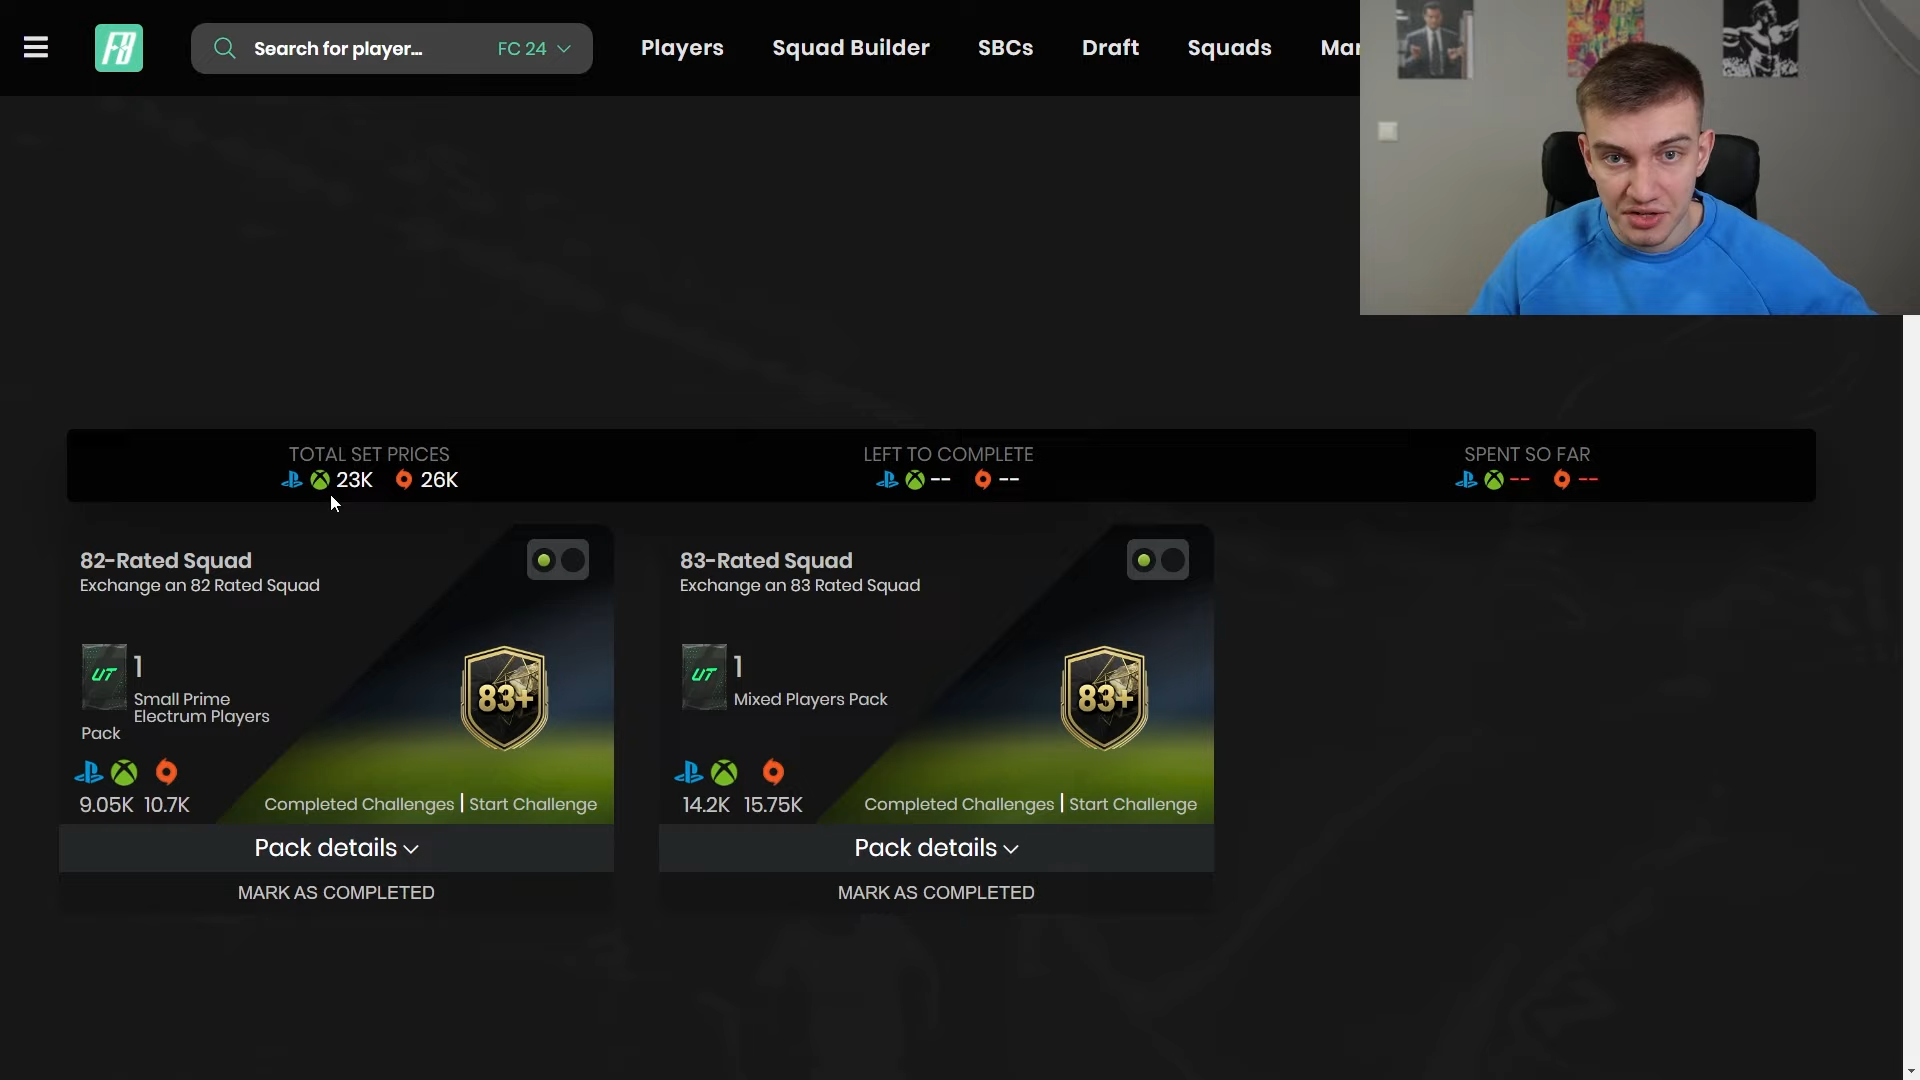 FB
Search for player...
FC 24
Players
Squad Builder
SBCs
Draft
Squads
Mar
TOTAL SET PRICES
23K 26K
LEFT TO COMPLETE
-- --
SPENT SO FAR
-- --
82-Rated Squad
Exchange an 82 Rated Squad
UT
1
Small Prime
Electrum Players
Pack
83+
9.05K 10.7K
Completed Challenges | Start Challenge
Pack details
MARK AS COMPLETED
83-Rated Squad
Exchange an 83 Rated Squad
UT
1
Mixed Players Pack
83+
14.2K 15.75K
Completed Challenges | Start Challenge
Pack details
MARK AS COMPLETED